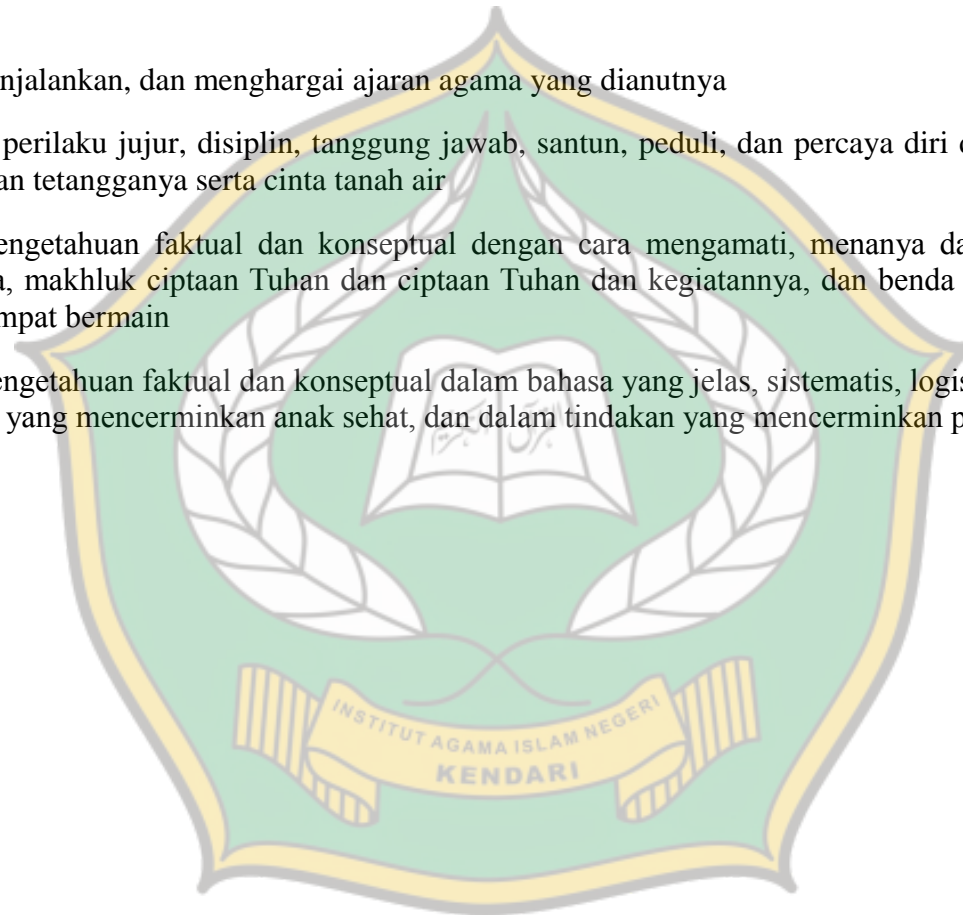 njalankan, dan menghargai ajaran agama yang dianutnya
perilaku jujur, disiplin, tanggung jawab, santun, peduli, dan percaya diri
an tetangganya serta cinta tanah air
engetahuan faktual dan konseptual dengan cara mengamati, menanya da
a, makhluk ciptaan Tuhan dan ciptaan Tuhan dan kegiatannya, dan benda
mpat bermain
engetahuan faktual dan konseptual dalam bahasa yang jelas, sistematis, logis
yang mencerminkan anak sehat, dan dalam tindakan yang mencerminkan p
INSTITUT AGAMA ISLAM NEGERI
KENDARI